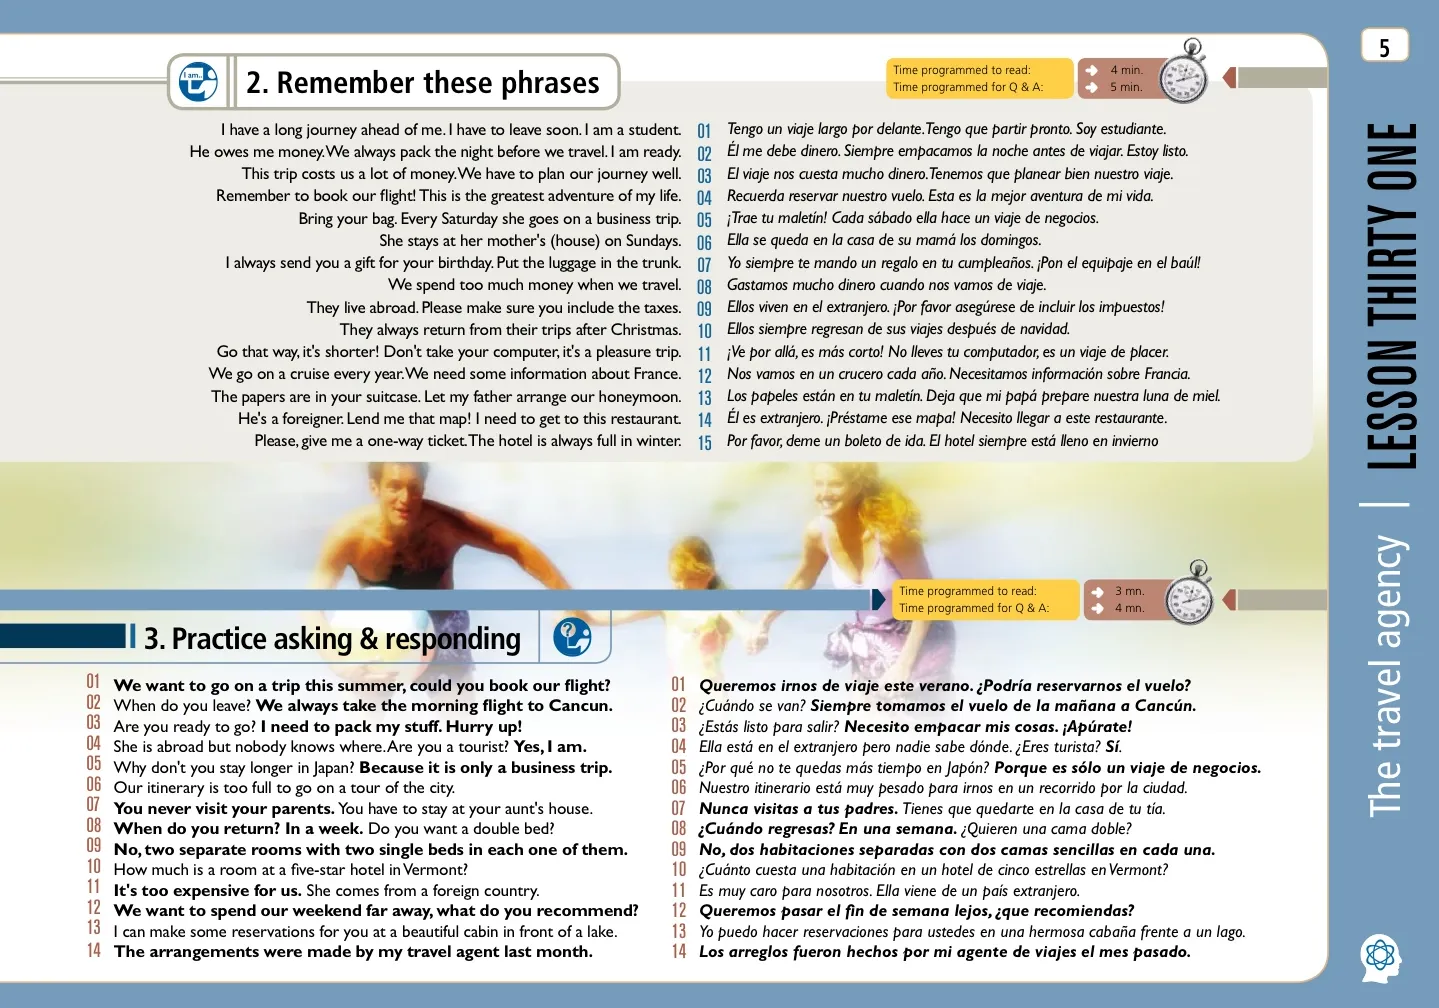 5
I am..
2. Remember these phrases
Time programmed to read: 4 min.
Time programmed for Q & A: 5 min.
I have a long journey ahead of me. I have to leave soon. I am a student. 01 Tengo un viaje largo por delante. Tengo que partir pronto. Soy estudiante.
He owes me money. We always pack the night before we travel. I am ready. 02 Él me debe dinero. Siempre empacamos la noche antes de viajar. Estoy listo.
This trip costs us a lot of money. We have to plan our journey well. 03 El viaje nos cuesta mucho dinero. Tenemos que planear bien nuestro viaje.
Remember to book our flight! This is the greatest adventure of my life. 04 Recuerda reservar nuestro vuelo. Esta es la mejor aventura de mi vida.
Bring your bag. Every Saturday she goes on a business trip. 05 ¡Trae tu maletín! Cada sábado ella hace un viaje de negocios.
She stays at her mother's (house) on Sundays. 06 Ella se queda en la casa de su mamá los domingos.
I always send you a gift for your birthday. Put the luggage in the trunk. 07 Yo siempre te mando un regalo en tu cumpleaños. ¡Pon el equipaje en el baúl!
We spend too much money when we travel. 08 Gastamos mucho dinero cuando nos vamos de viaje.
They live abroad. Please make sure you include the taxes. 09 Ellos viven en el extranjero. ¡Por favor asegúrese de incluir los impuestos!
They always return from their trips after Christmas. 10 Ellos siempre regresan de sus viajes después de navidad.
Go that way, it's shorter! Don't take your computer, it's a pleasure trip. 11 ¡Ve por allá, es más corto! No lleves tu computador, es un viaje de placer.
We go on a cruise every year. We need some information about France. 12 Nos vamos en un crucero cada año. Necesitamos información sobre Francia.
The papers are in your suitcase. Let my father arrange our honeymoon. 13 Los papeles están en tu maletín. Deja que mi papá prepare nuestra luna de miel.
He's a foreigner. Lend me that map! I need to get to this restaurant. 14 Él es extranjero. ¡Préstame ese mapa! Necesito llegar a este restaurante.
Please, give me a one-way ticket. The hotel is always full in winter. 15 Por favor, deme un boleto de ida. El hotel siempre está lleno en invierno
Time programmed to read: 3 mn.
Time programmed for Q & A: 4 mn.
3. Practice asking & responding
?
01 We want to go on a trip this summer, could you book our flight?
02 When do you leave? We always take the morning flight to Cancun.
03 Are you ready to go? I need to pack my stuff. Hurry up!
04 She is abroad but nobody knows where. Are you a tourist? Yes, I am.
05 Why don't you stay longer in Japan? Because it is only a business trip.
06 Our itinerary is too full to go on a tour of the city.
07 You never visit your parents. You have to stay at your aunt's house.
08 When do you return? In a week. Do you want a double bed?
09 No, two separate rooms with two single beds in each one of them.
10 How much is a room at a five-star hotel in Vermont?
11 It's too expensive for us. She comes from a foreign country.
12 We want to spend our weekend far away, what do you recommend?
13 I can make some reservations for you at a beautiful cabin in front of a lake.
14 The arrangements were made by my travel agent last month.
01 Queremos irnos de viaje este verano. ¿Podría reservarnos el vuelo?
02 ¿Cuándo se van? Siempre tomamos el vuelo de la mañana a Cancún.
03 ¿Estás listo para salir? Necesito empacar mis cosas. ¡Apúrate!
04 Ella está en el extranjero pero nadie sabe dónde. ¿Eres turista? Sí.
05 ¿Por qué no te quedas más tiempo en Japón? Porque es sólo un viaje de negocios.
06 Nuestro itinerario está muy pesado para irnos en un recorrido por la ciudad.
07 Nunca visitas a tus padres. Tienes que quedarte en la casa de tu tía.
08 ¿Cuándo regresas? En una semana. ¿Quieren una cama doble?
09 No, dos habitaciones separadas con dos camas sencillas en cada una.
10 ¿Cuánto cuesta una habitación en un hotel de cinco estrellas en Vermont?
11 Es muy caro para nosotros. Ella viene de un país extranjero.
12 Queremos pasar el fin de semana lejos, ¿que recomiendas?
13 Yo puedo hacer reservaciones para ustedes en una hermosa cabaña frente a un lago.
14 Los arreglos fueron hechos por mi agente de viajes el mes pasado.
The travel agency | LESSON THIRTY ONE